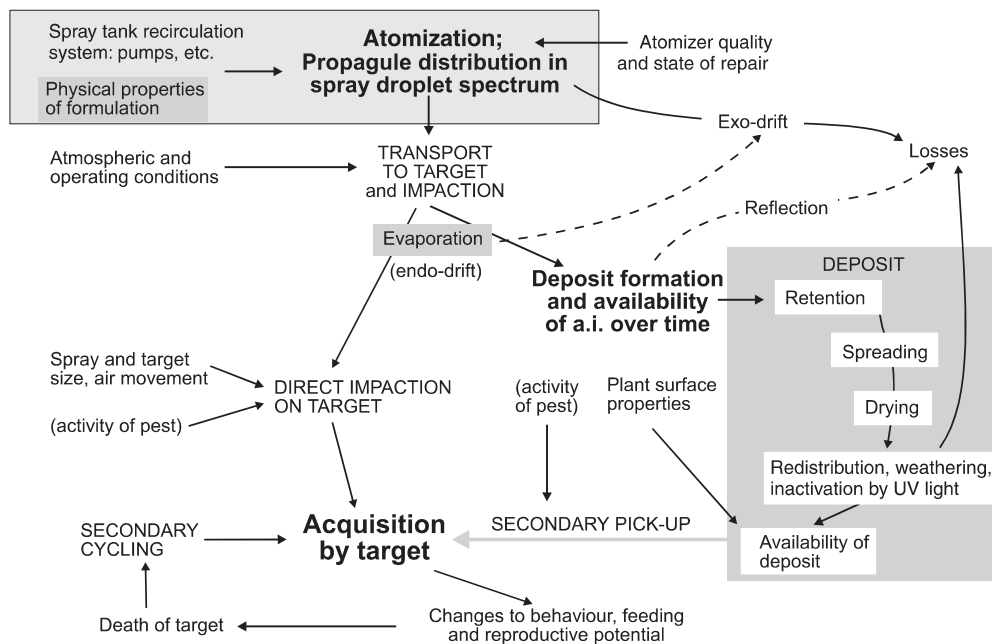 Spray tank recirculation
system: pumps, etc.
Physical properties
of formulation
Atomization;
Propagule distribution in
spray droplet spectrum
Atomizer quality
and state of repair
Exo-drift
Losses
Atmospheric and
operating conditions
TRANSPORT
TO TARGET
and IMPACTION
Reflection
Evaporation
(endo-drift)
Deposit formation
and availability
of a.i. over time
DEPOSIT
Retention
Spreading
Drying
Redistribution, weathering,
inactivation by UV light
Availability of
deposit
Spray and target
size, air movement
(activity of pest)
DIRECT IMPACTION
ON TARGET
(activity
of pest)
Plant surface
properties
SECONDARY PICK-UP
Acquisition
by target
SECONDARY
CYCLING
Death of target
Changes to behaviour, feeding
and reproductive potential